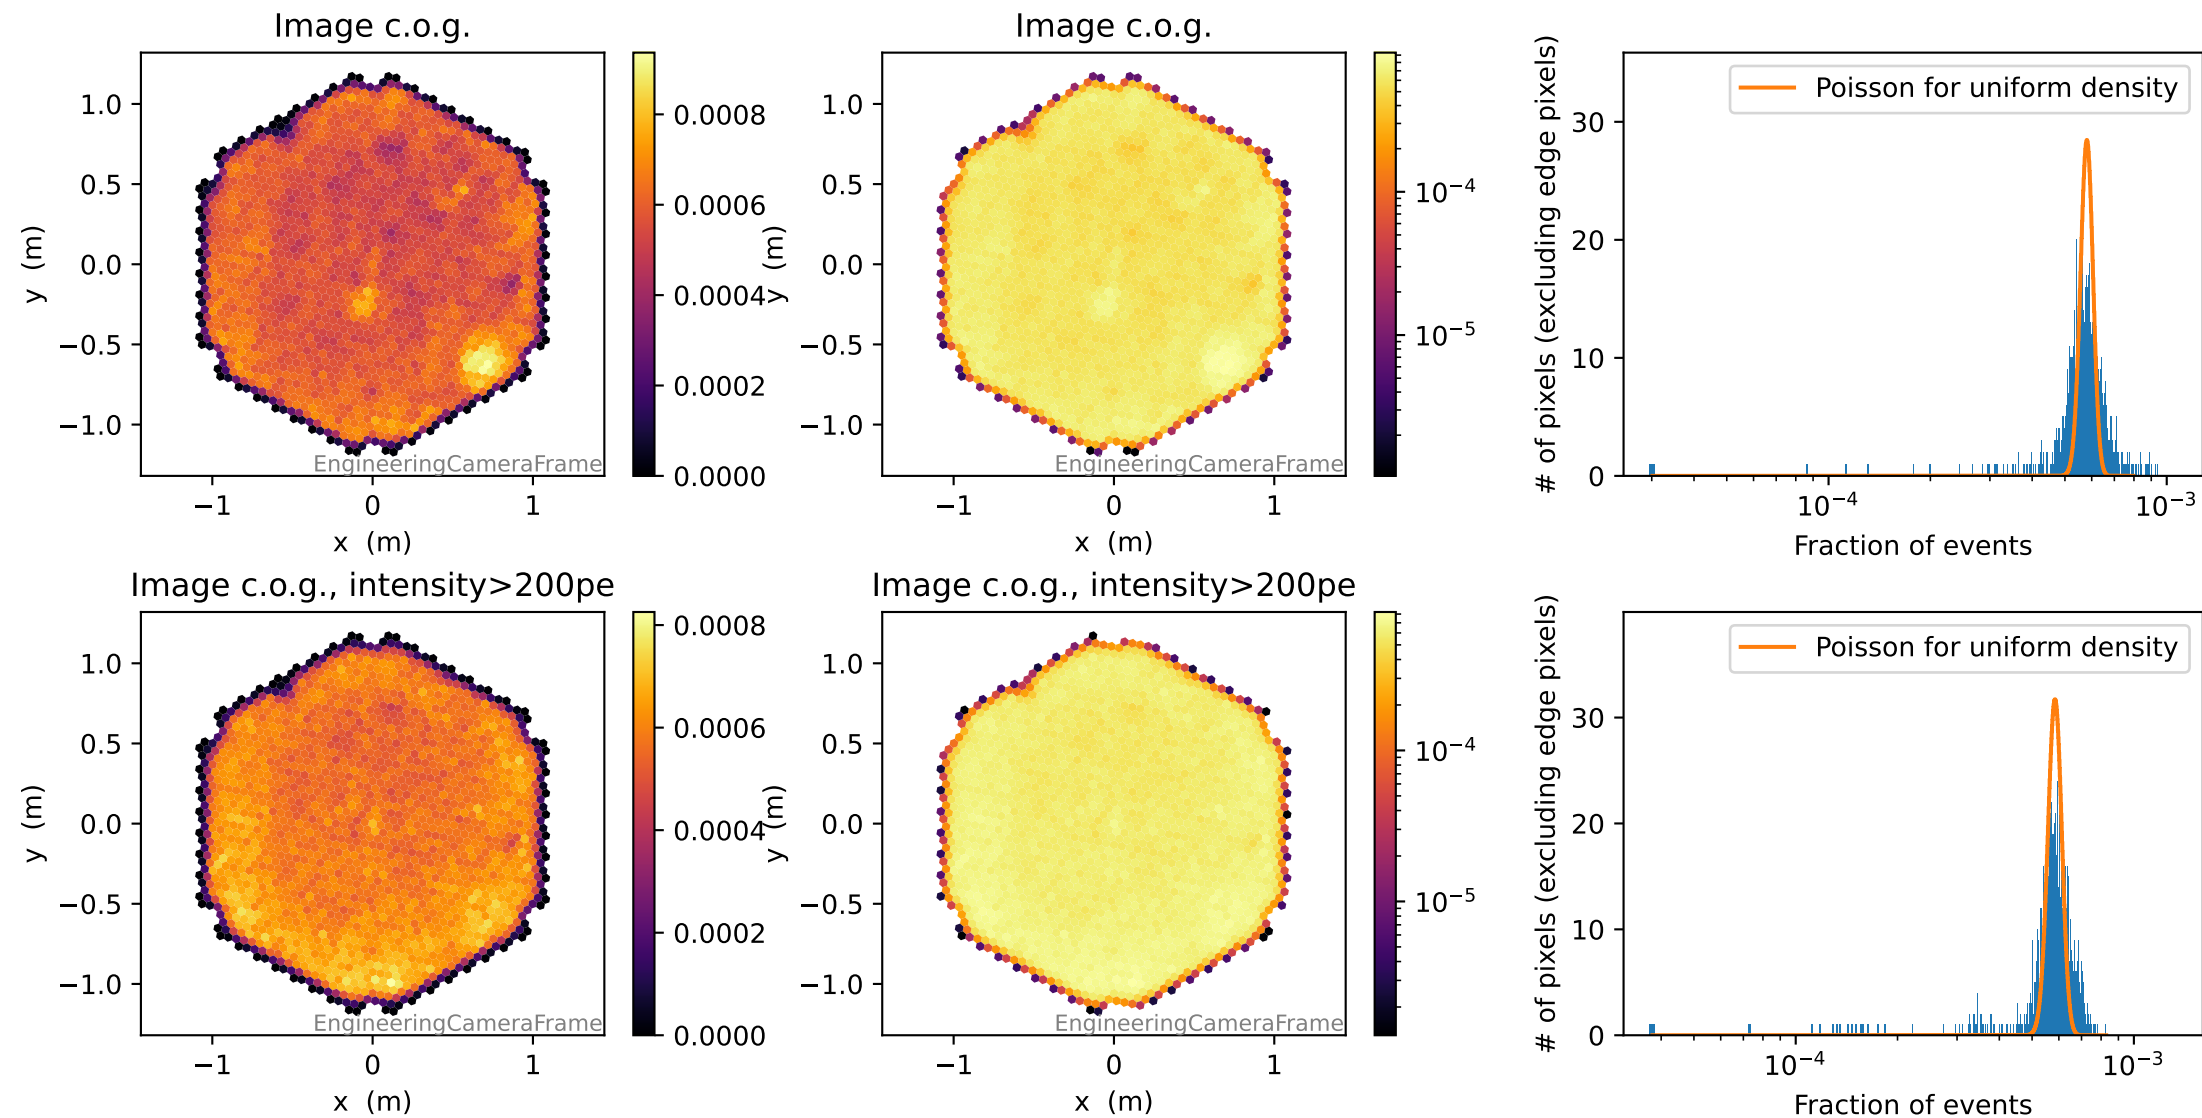 Image c.o.g.
1.0
0.5
0.0
−0.5
−1.0
y (m)
−1
0
1
x (m)
EngineeringCameraFrame
0.0008
0.0006
0.0004
0.0002
0.0000
Image c.o.g.
1.0
0.5
0.0
−0.5
−1.0
y (m)
−1
0
1
x (m)
EngineeringCameraFrame
10⁻⁴
10⁻⁵
Poisson for uniform density
# of pixels (excluding edge pixels)
30
20
10
0
10⁻⁴
10⁻³
Fraction of events
Image c.o.g., intensity>200pe
1.0
0.5
0.0
−0.5
−1.0
y (m)
−1
0
1
x (m)
EngineeringCameraFrame
0.0008
0.0006
0.0004
0.0002
0.0000
Image c.o.g., intensity>200pe
1.0
0.5
0.0
−0.5
−1.0
y (m)
−1
0
1
x (m)
EngineeringCameraFrame
10⁻⁴
10⁻⁵
Poisson for uniform density
# of pixels (excluding edge pixels)
30
20
10
0
10⁻⁴
10⁻³
Fraction of events